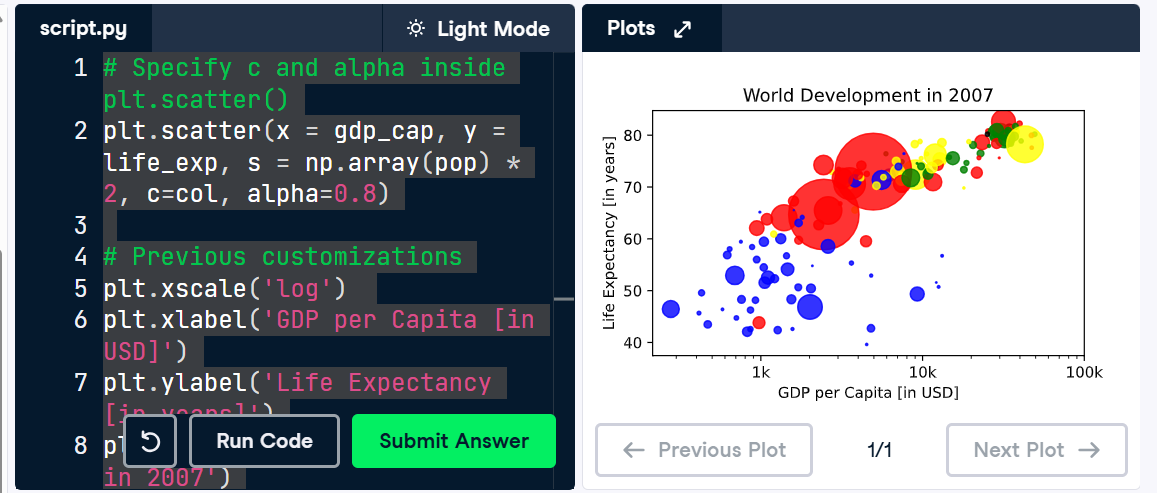 script.py
Light Mode
1 # Specify c and alpha inside
plt.scatter()
2 plt.scatter(x = gdp_cap, y =
life_exp, s = np.array(pop) *
2, c=col, alpha=0.8)
3
4 # Previous customizations
5 plt.xscale('log')
6 plt.xlabel('GDP per Capita [in
USD]')
7 plt.ylabel('Life Expectancy
[in years]')
8 pl
in 2007')
Run Code
Submit Answer
Plots
World Development in 2007
Life Expectancy [in years]
80
70
60
50
40
1k 10k 100k
GDP per Capita [in USD]
Previous Plot
1/1
Next Plot